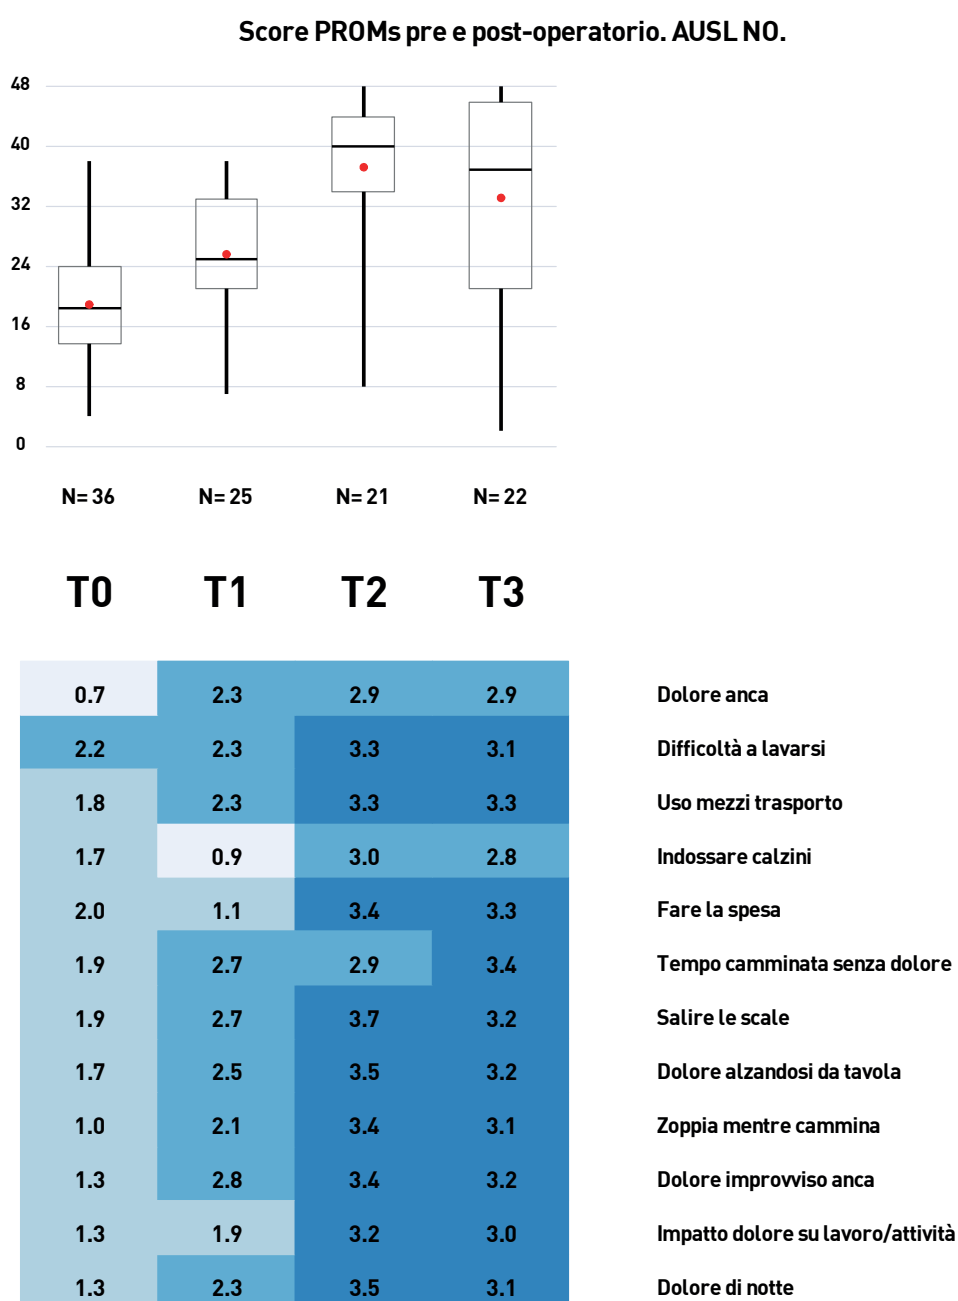 Score PROMs pre e post-operatorio. AUSL NO.
48
40
32
24
16
8
0
N= 36 N= 25 N= 21 N= 22
T0 T1 T2 T3
0.7 2.3 2.9 2.9 Dolore anca
2.2 2.3 3.3 3.1 Difficoltà a lavarsi
1.8 2.3 3.3 3.3 Uso mezzi trasporto
1.7 0.9 3.0 2.8 Indossare calzini
2.0 1.1 3.4 3.3 Fare la spesa
1.9 2.7 2.9 3.4 Tempo camminata senza dolore
1.9 2.7 3.7 3.2 Salire le scale
1.7 2.5 3.5 3.2 Dolore alzandosi da tavola
1.0 2.1 3.4 3.1 Zoppia mentre cammina
1.3 2.8 3.4 3.2 Dolore improvviso anca
1.3 1.9 3.2 3.0 Impatto dolore su lavoro/attività
1.3 2.3 3.5 3.1 Dolore di notte